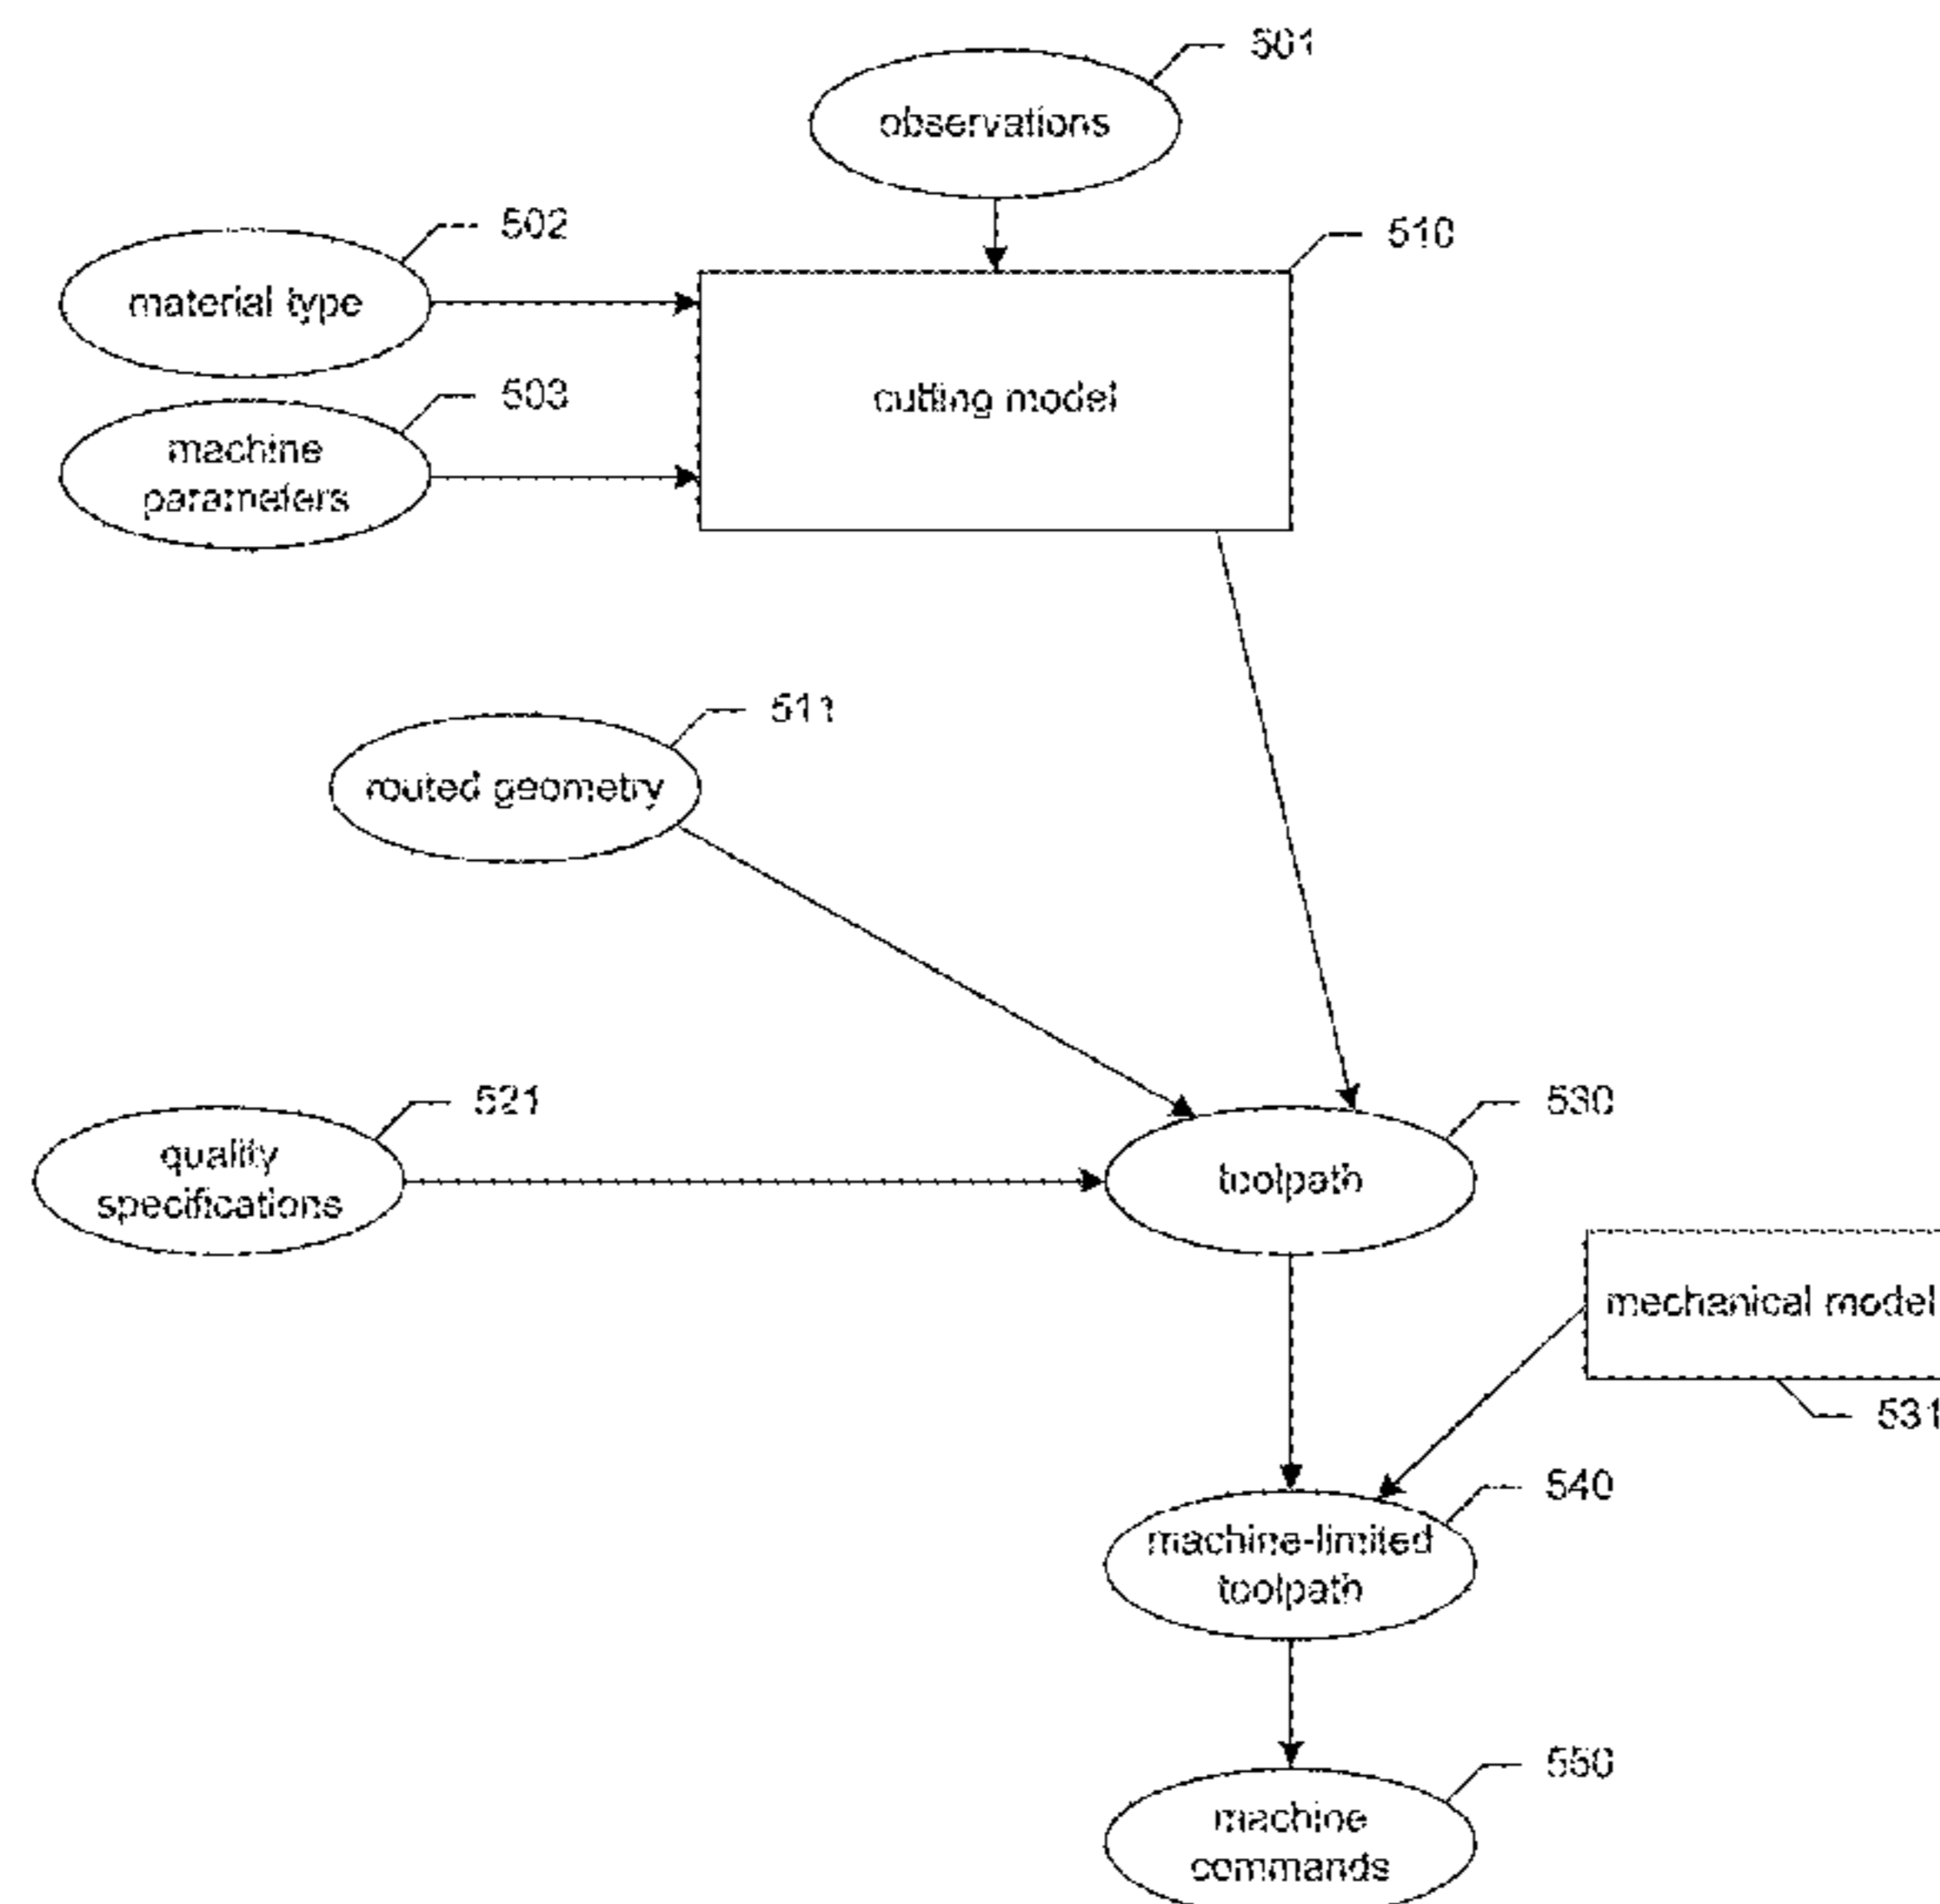 501
observations
502
material type
510
503
cutting model
machine
parameters
511
routed geometry
521
530
quality
specifications
toolpath
mechanical model
531
540
machine-limited
toolpath
550
machine
commands